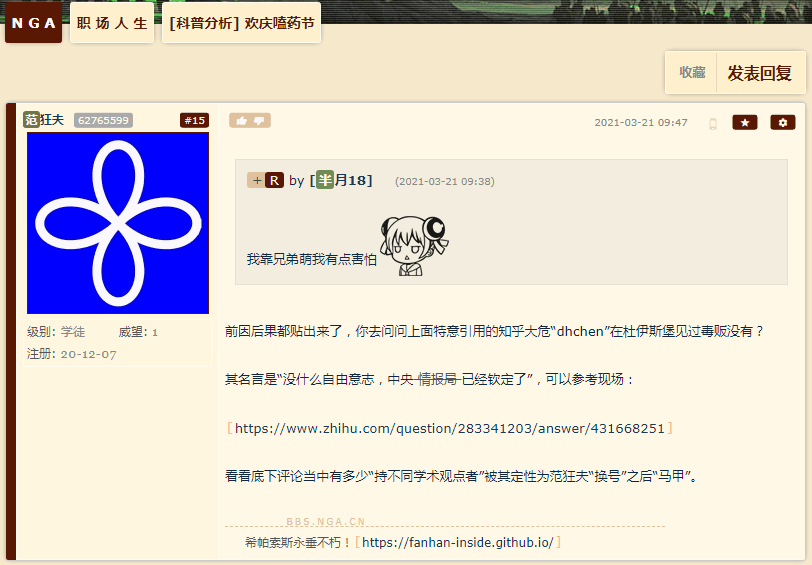 NGA 职场人生 [科普分析] 欢庆嗑药节
收藏 发表回复
范狂夫 62765599 #15
2021-03-21 09:47
+ R by [半月18] (2021-03-21 09:38)
我靠兄弟萌我有点害怕
级别: 学徒 威望: 1
注册: 20-12-07
前因后果都贴出来了，你去问问上面特意引用的知乎大危“dhchen”在杜伊斯堡见过毒贩没有？
其名言是“没什么自由意志，中央 情报局 已经钦定了”，可以参考现场：
[https://www.zhihu.com/question/283341203/answer/431668251]
看看底下评论当中有多少“持不同学术观点者”被其定性为范狂夫“换号”之后“马甲”。
BBS.NGA.CN
希帕索斯永垂不朽！[https://fanhan-inside.github.io/]